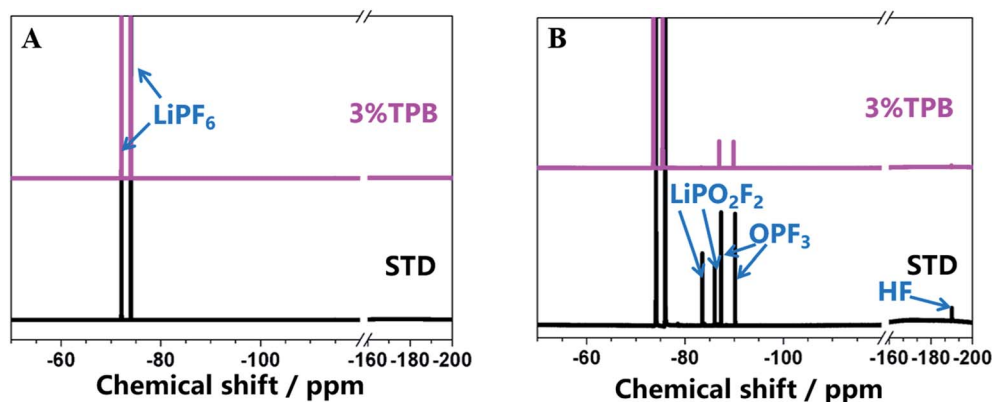 A
LiPF6
3%TPB
STD
-60 -80 -100 -160 -180 -200
Chemical shift / ppm
B
3%TPB
LiPO2F2
OPF3
STD
HF
-60 -80 -100 -160 -180 -200
Chemical shift / ppm